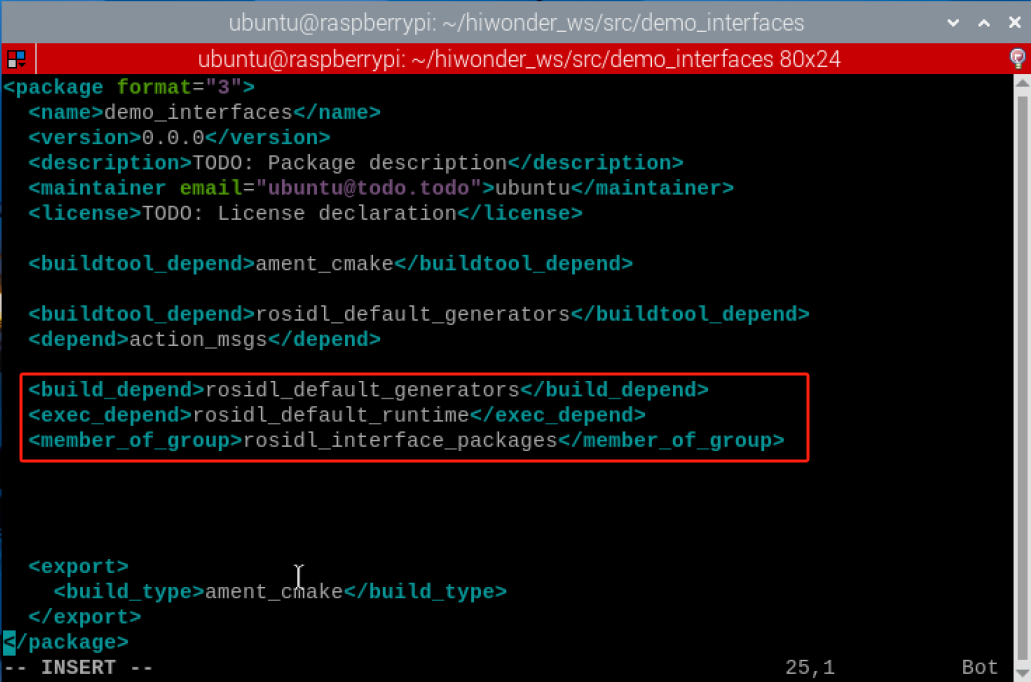 ubuntu@raspberrypi: ~/hiwonder_ws/src/demo_interfaces
ubuntu@raspberrypi: ~/hiwonder_ws/src/demo_interfaces 80x24
<package format="3">
  <name>demo_interfaces</name>
  <version>0.0.0</version>
  <description>TODO: Package description</description>
  <maintainer email="ubuntu@todo.todo">ubuntu</maintainer>
  <license>TODO: License declaration</license>
  <buildtool_depend>ament_cmake</buildtool_depend>
  <buildtool_depend>rosidl_default_generators</buildtool_depend>
  <depend>action_msgs</depend>
  <build_depend>rosidl_default_generators</build_depend>
  <exec_depend>rosidl_default_runtime</exec_depend>
  <member_of_group>rosidl_interface_packages</member_of_group>
  <export>
    <build_type>ament_cmake</build_type>
  </export>
</package>
-- INSERT -- 25,1 Bot